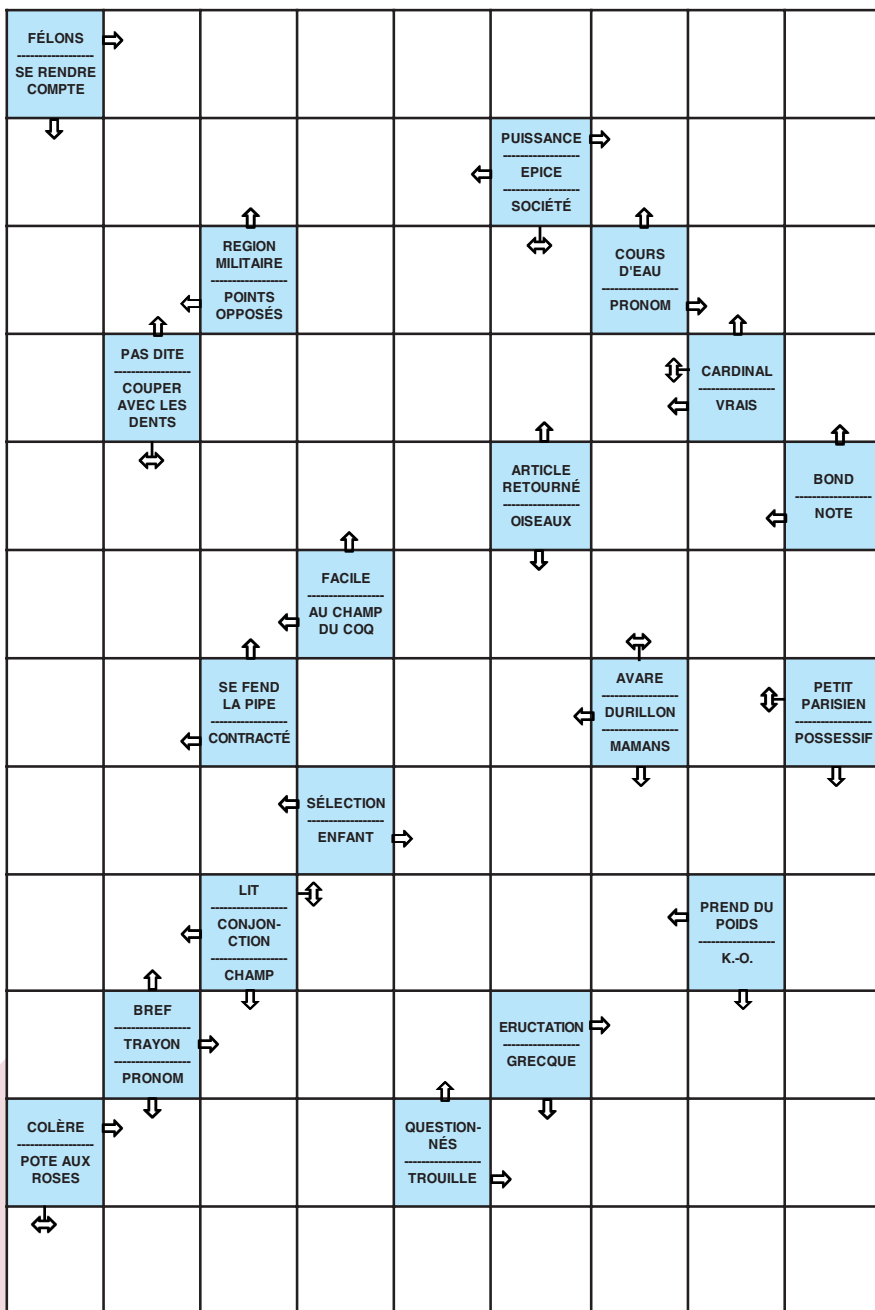 FÉLONS
SE RENDRE
COMPTE
PUISSANCE
EPICE
SOCIÉTÉ
REGION
MILITAIRE
POINTS
OPPOSÉS
COURS
D'EAU
PRONOM
PAS DITE
COUPER
AVEC LES
DENTS
CARDINAL
VRAIS
ARTICLE
RETOURNÉ
OISEAUX
BOND
NOTE
FACILE
AU CHAMP
DU COQ
SE FEND
LA PIPE
CONTRACTÉ
AVARE
DURILLON
MAMANS
PETIT
PARISIEN
POSSESSIF
SÉLECTION
ENFANT
LIT
CONJON-
CTION
CHAMP
PREND DU
POIDS
K.-O.
BREF
TRAYON
PRONOM
ERUCTATION
GRECQUE
COLÈRE
POTE AUX
ROSES
QUESTION-
NÉS
TROUILLE